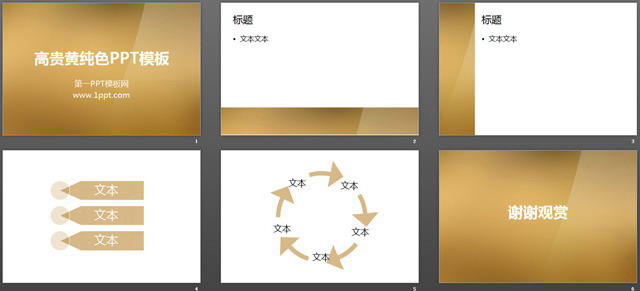 高贵黄纯色PPT模板
第一PPT模板网
www.1ppt.com
1
标题
• 文本文本
2
标题
• 文本文本
3
文本
文本
文本
4
文本
文本
文本
文本
文本
5
谢谢观赏
6